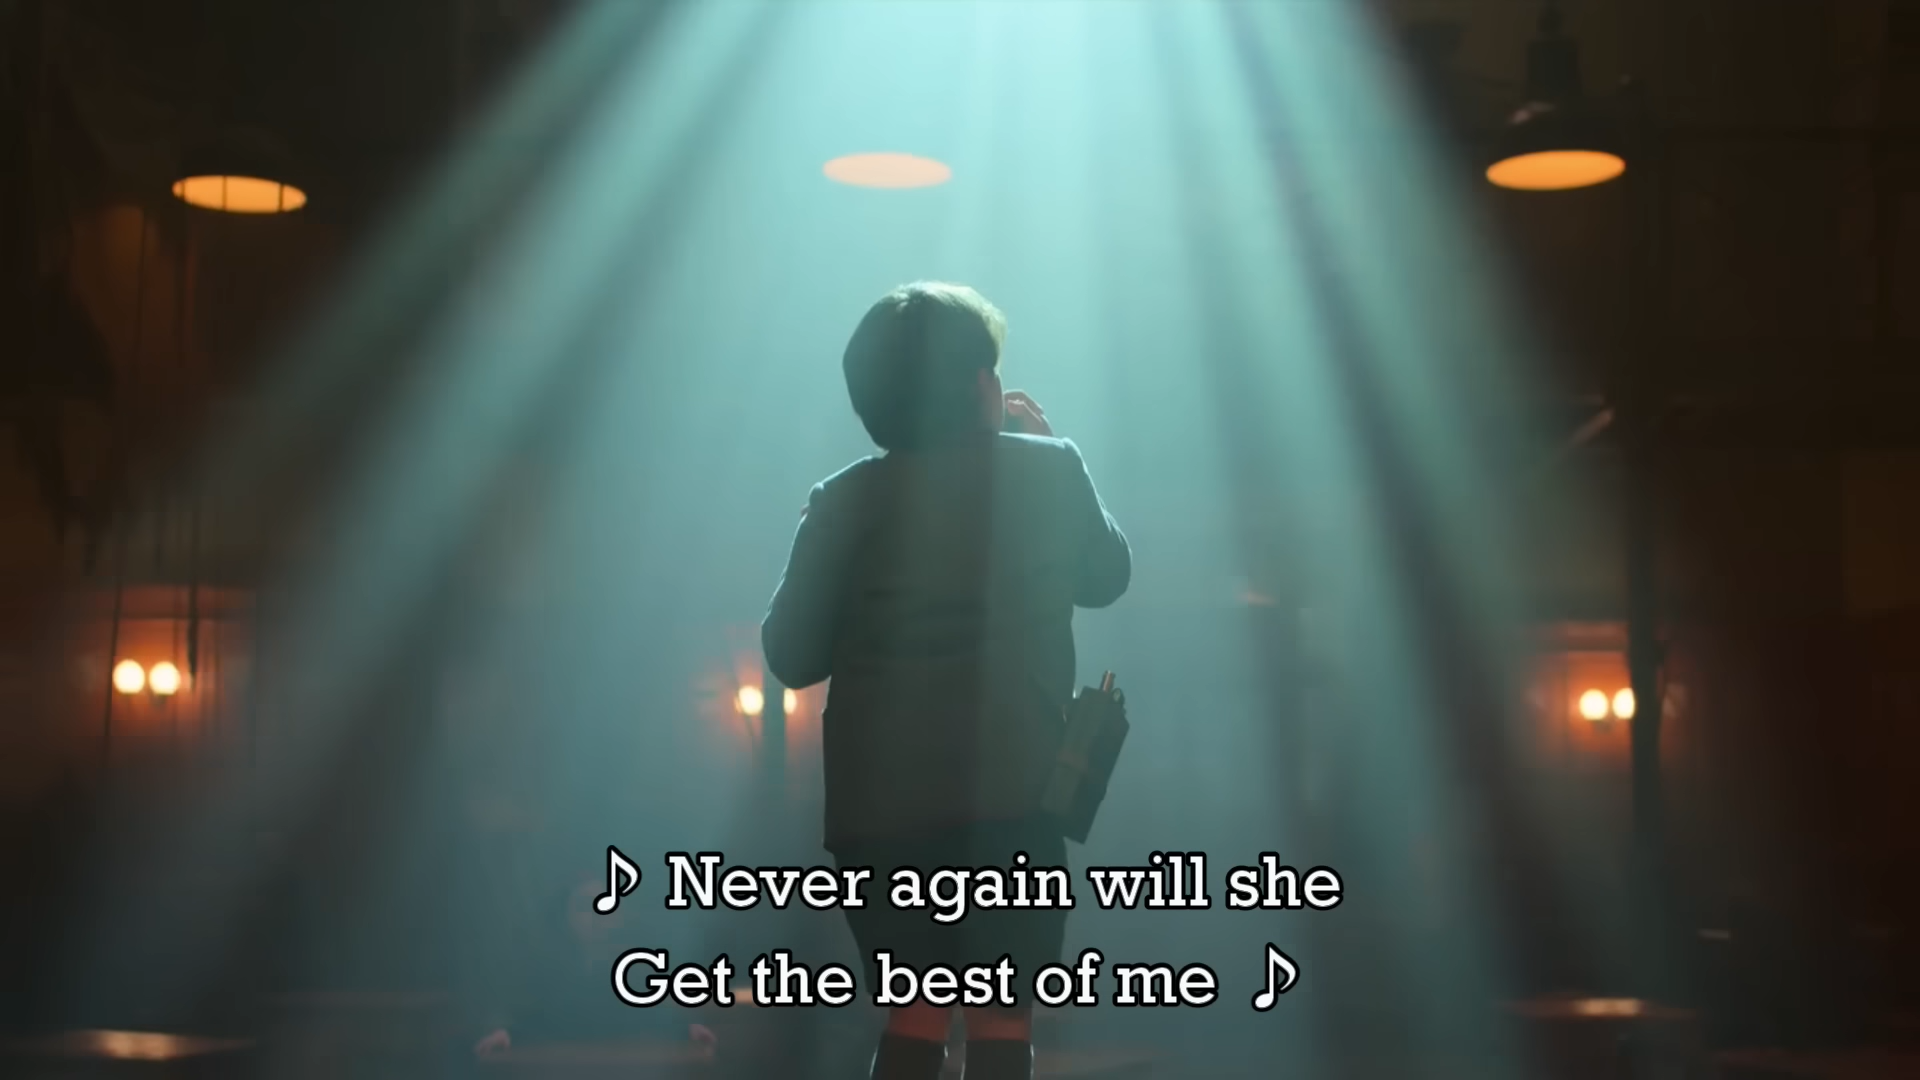 ♪ Never again will she
Get the best of me ♪